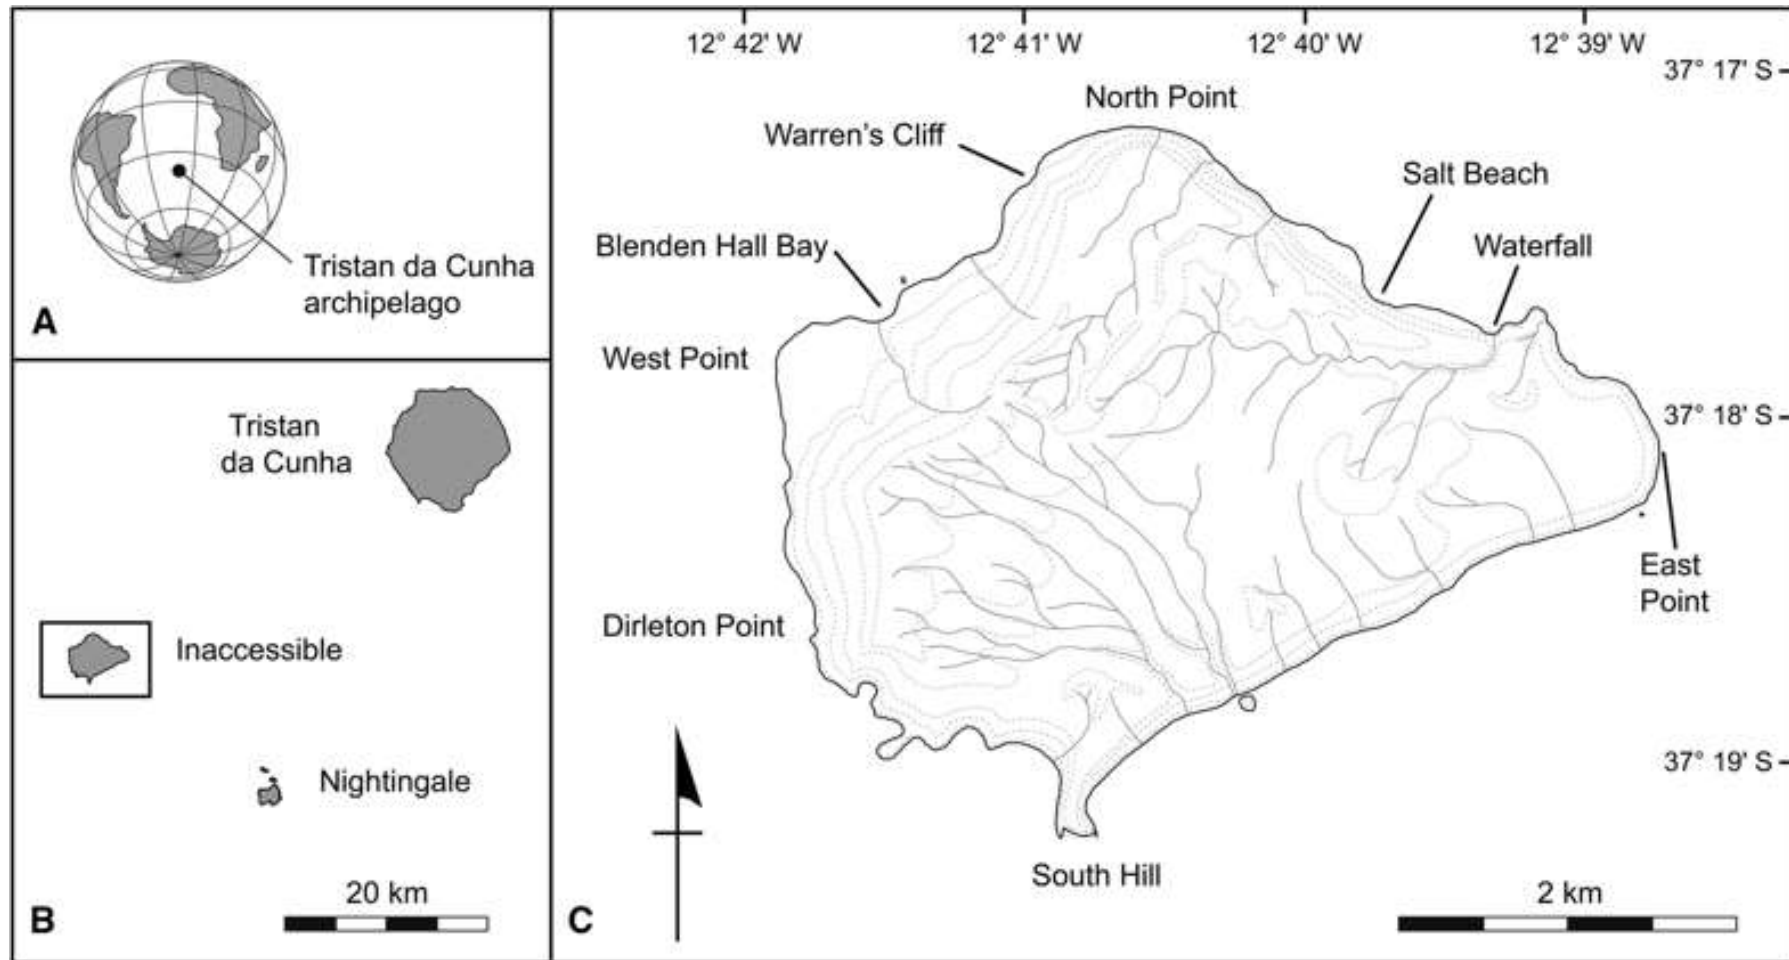 Tristan da Cunha
archipelago
A
Tristan
da Cunha
Inaccessible
Nightingale
20 km
B
12° 42' W
12° 41' W
12° 40' W
12° 39' W
37° 17' S
North Point
Warren's Cliff
Salt Beach
Blenden Hall Bay
Waterfall
West Point
37° 18' S
East
Point
Dirleton Point
37° 19' S
South Hill
2 km
C